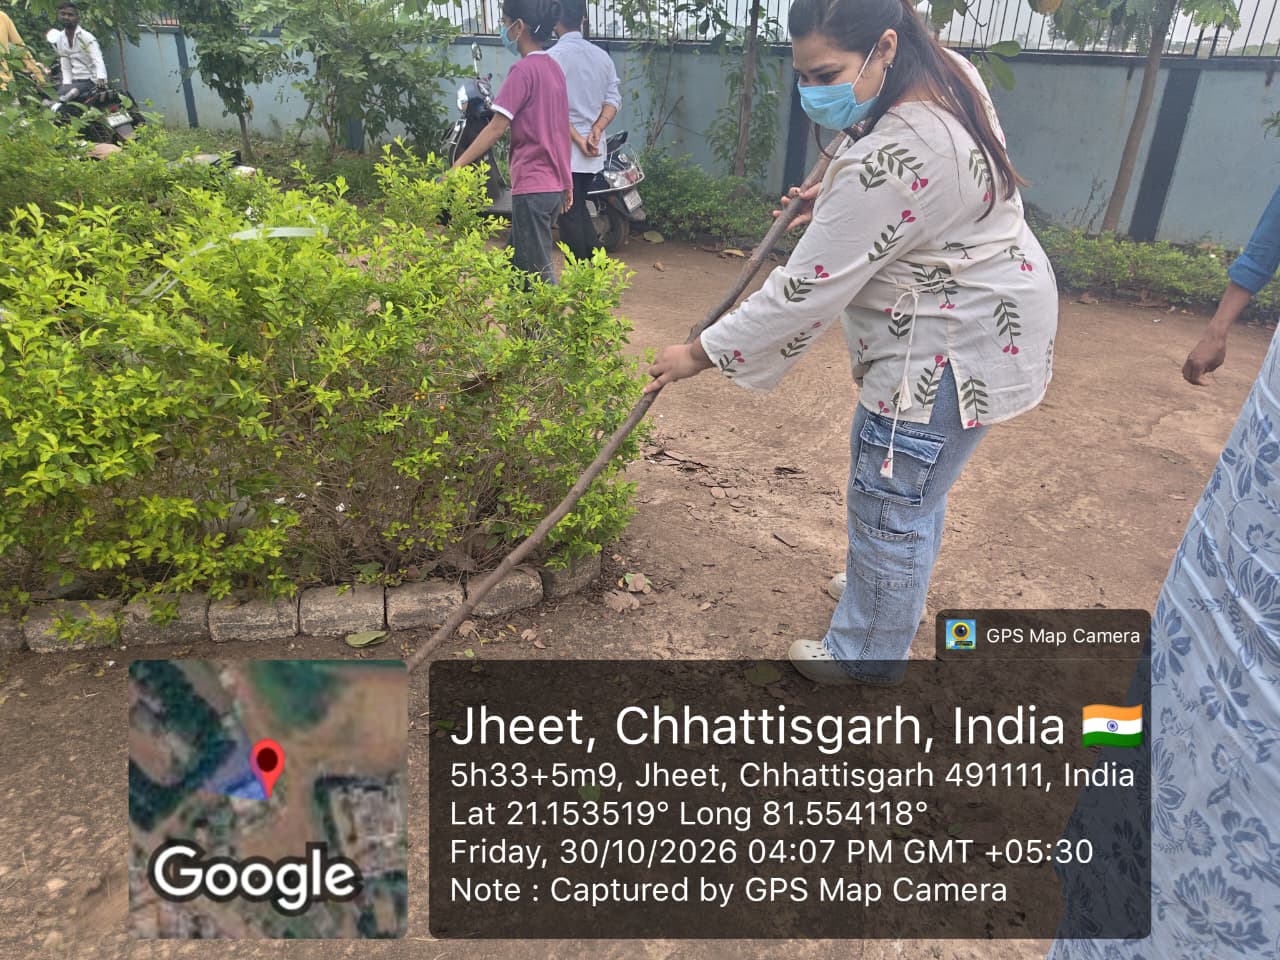 GPS Map Camera
Jheet, Chhattisgarh, India
5h33+5m9, Jheet, Chhattisgarh 491111, India
Lat 21.153519° Long 81.554118°
Friday, 30/10/2026 04:07 PM GMT +05:30
Note : Captured by GPS Map Camera
Google